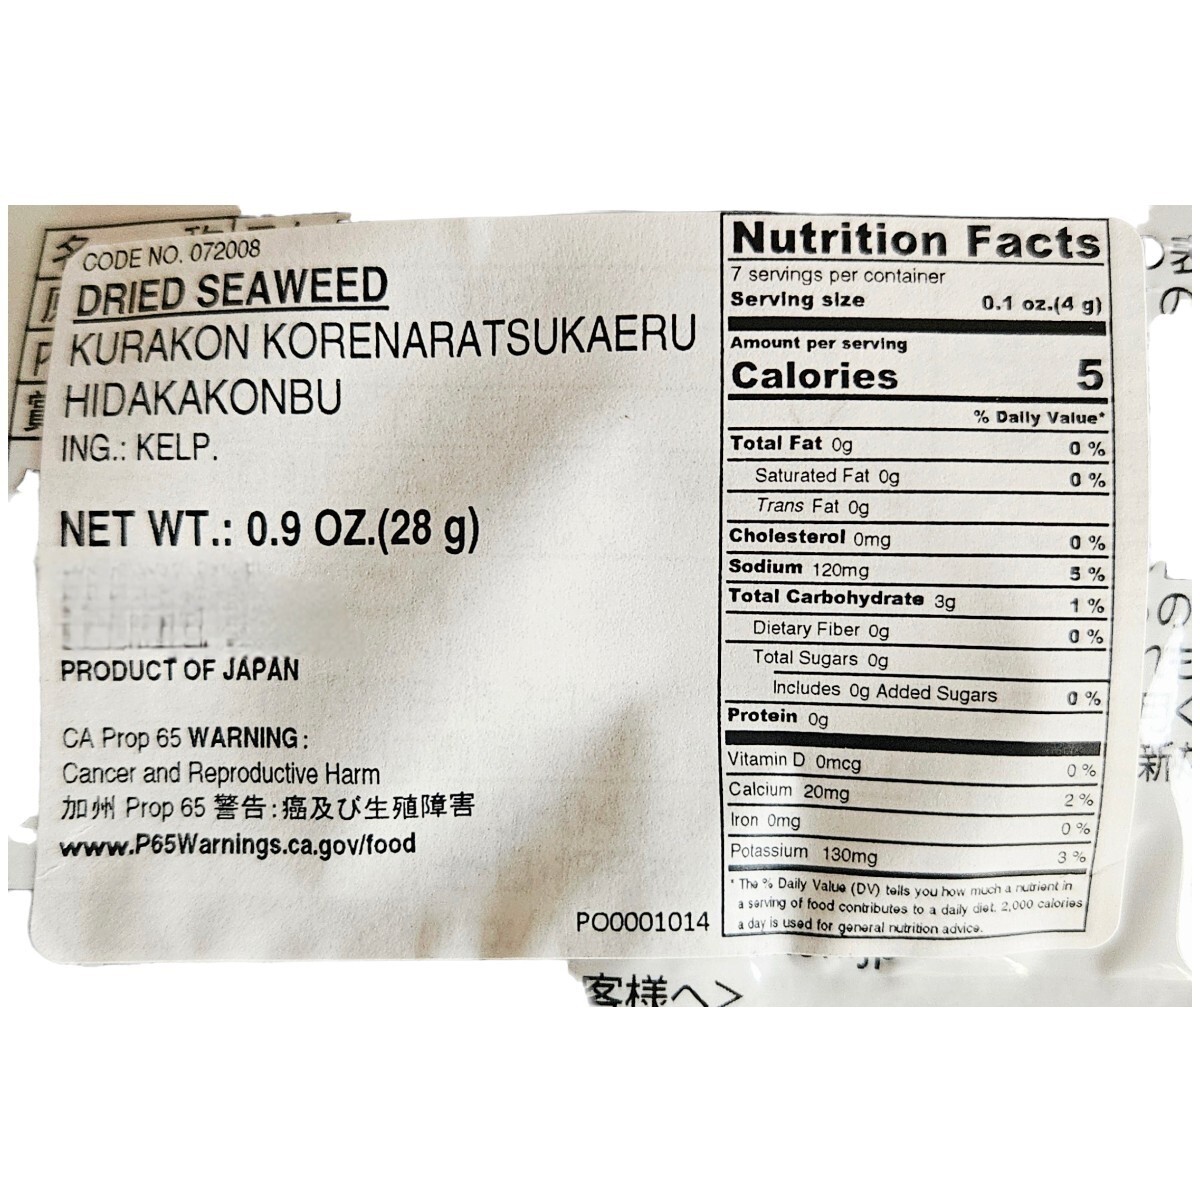 CODE NO. 072008
DRIED SEAWEED
KURAKON KORENARATSUKAERU
HIDAKAKONBU
ING.: KELP.
NET WT.: 0.9 OZ.(28 g)
PRODUCT OF JAPAN
CA Prop 65 WARNING:
Cancer and Reproductive Harm
加州 Prop 65 警告:癌及び生殖障害
www.P65Warnings.ca.gov/food
PO0001014
Nutrition Facts
7 servings per container
Serving size 0.1 oz.(4 g)
Amount per serving
Calories 5
% Daily Value*
Total Fat 0g 0 %
Saturated Fat 0g 0 %
Trans Fat 0g
Cholesterol 0mg 0 %
Sodium 120mg 5 %
Total Carbohydrate 3g 1 %
Dietary Fiber 0g 0 %
Total Sugars 0g
Includes 0g Added Sugars 0 %
Protein 0g
Vitamin D 0mcg 0 %
Calcium 20mg 2 %
Iron 0mg 0 %
Potassium 130mg 3 %
* The % Daily Value (DV) tells you how much a nutrient in
a serving of food contributes to a daily diet. 2,000 calories
a day is used for general nutrition advice.
客様へ>
の
の
新